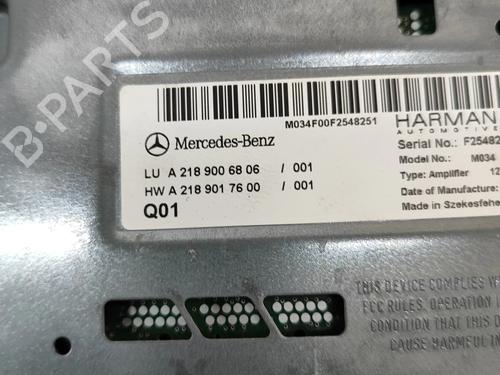 B-PARTS
M034F00F2548251
HARMAN
AUTOMOTIVE
Mercedes-Benz
Serial No.: F2548
Model No.: M034
LU A 218 900 68 06 / 001
Type: Amplifier 12
HW A 218 901 76 00 / 001
Date of Manufacture:
Q01
Made in Szekesfehe
THIS DEVICE COMPLIES W
FCC RULES. OPERATION
CONDITION THAT THIS D
CAUSE HARMFUL IN